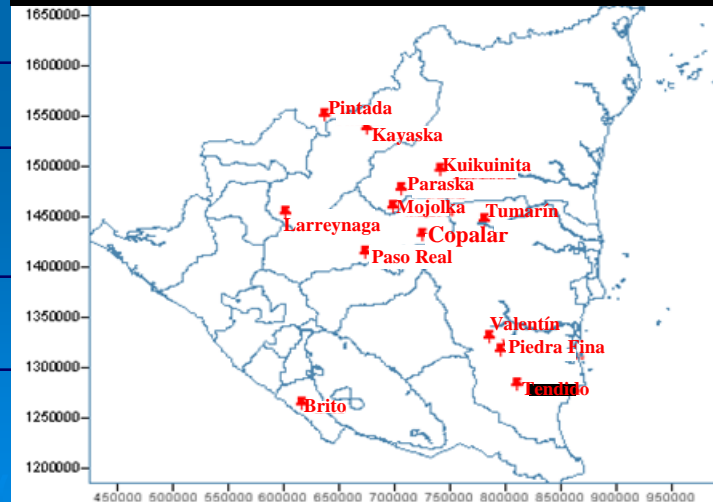 1650000
1600000
1550000
1500000
1450000
1400000
1350000
1300000
1250000
1200000
Pintada
Kayaska
Kuikuinita
Paraska
Mojolka
Tumarín
Larreynaga
Copalar
Paso Real
Valentín
Piedra Fina
Tendido
Brito
450000 500000 550000 600000 650000 700000 750000 800000 850000 900000 950000